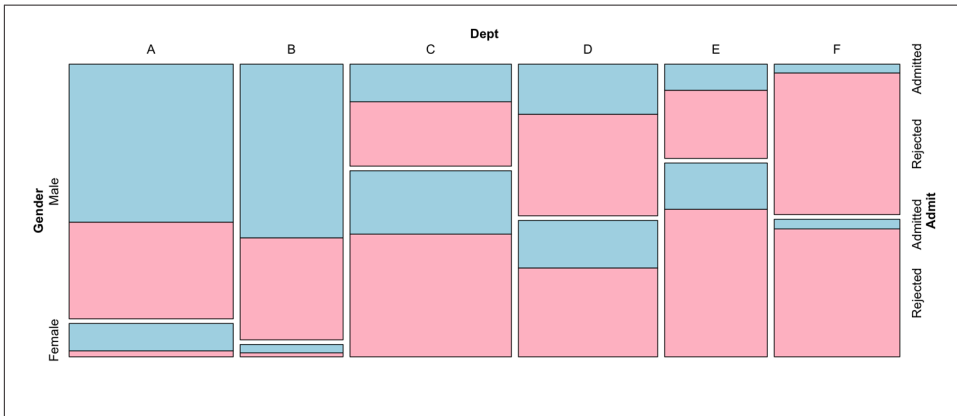 Dept
A B C D E F
Gender
Male
Female
Admitted
Rejected
Admitted
Rejected
Admit